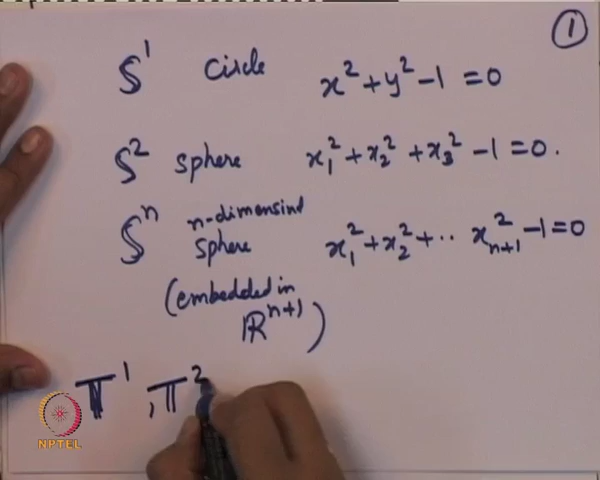 ①
S¹ Circle x² + y² - 1 = 0
S² sphere x₁² + x₂² + x₃² - 1 = 0.
Sⁿ n-dimensinl sphere x₁² + x₂² + ·· xₙ₊₁² - 1 = 0
(embedded in
ℝⁿ⁺¹)
𝕋¹, 𝕋²
NPTEL